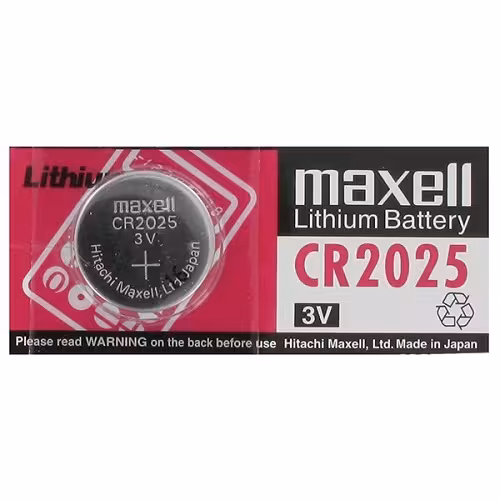 Lithiu
maxell
CR2025
3V
+
Hitachi Maxell, Ltd. Japan
maxell
Lithium Battery
CR2025
3V
Please read WARNING on the back before use Hitachi Maxell, Ltd. Made in Japan